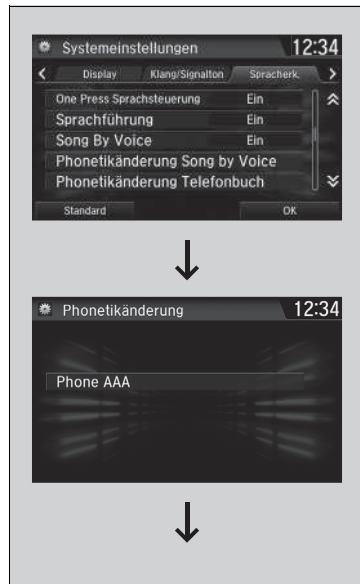 Systemeinstellungen 12:34
Display Klang/Signalton Spracherk.
One Press Sprachsteuerung Ein
Sprachführung Ein
Song By Voice Ein
Phonetikänderung Song by Voice
Phonetikänderung Telefonbuch
Standard OK
Phonetikänderung 12:34
Phone AAA